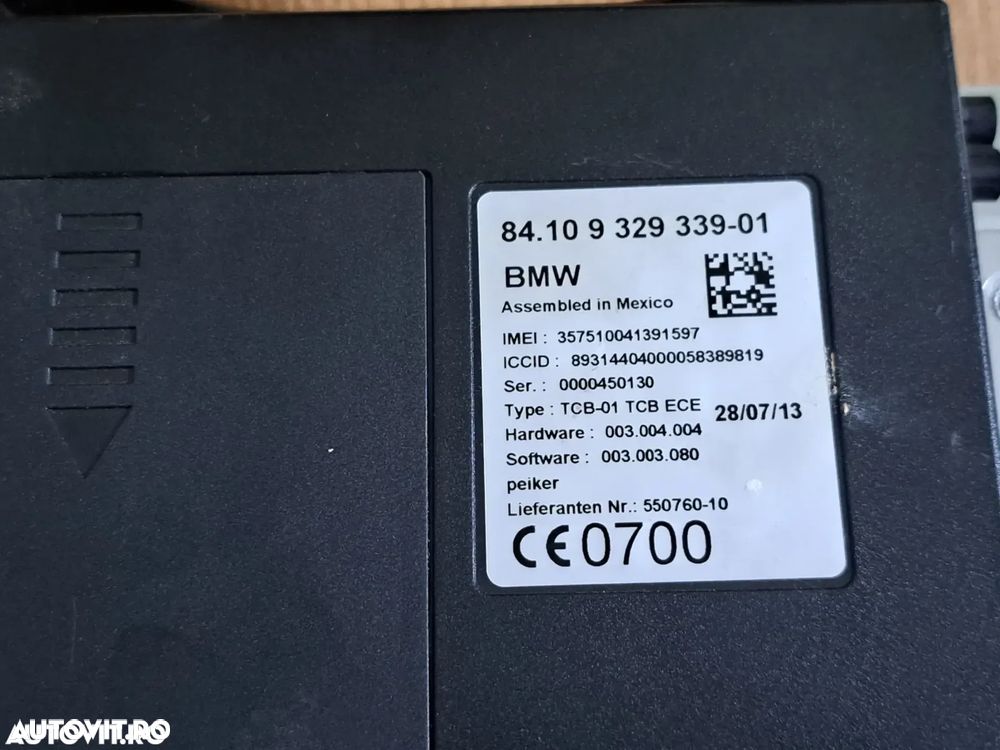 84.10 9 329 339-01
BMW
Assembled in Mexico
IMEI : 357510041391597
ICCID : 89314404000058389819
Ser. : 0000450130
Type : TCB-01 TCB ECE 28/07/13
Hardware : 003.004.004
Software : 003.003.080
peiker
Lieferanten Nr.: 550760-10
CE0700
AUTOVIT.RO